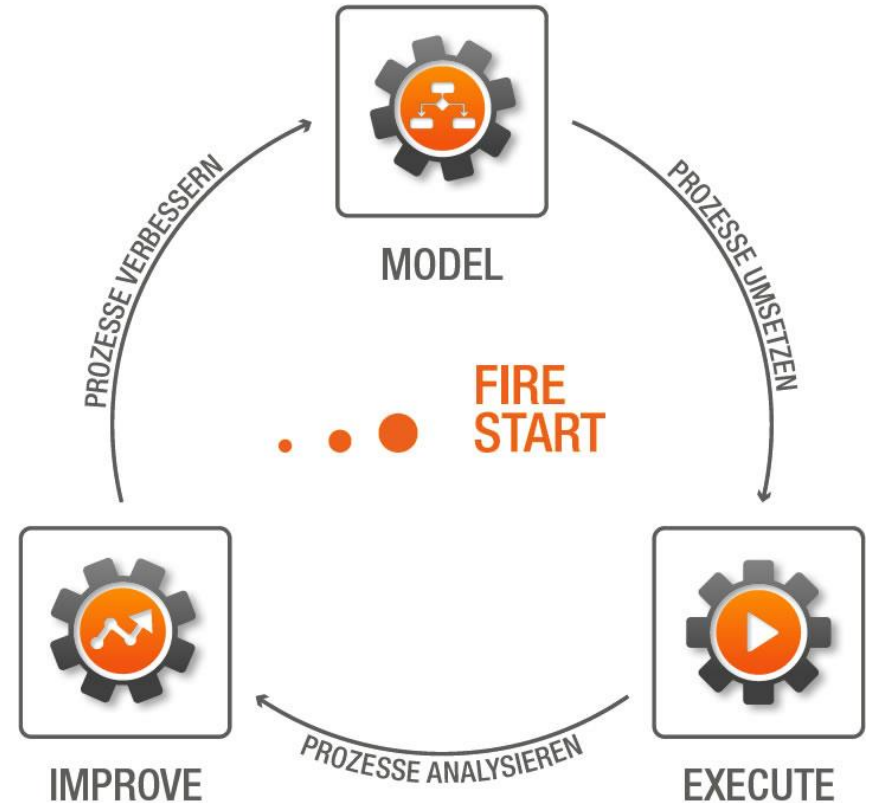 MODEL
PROZESSE UMSETZEN
EXECUTE
PROZESSE ANALYSIEREN
IMPROVE
PROZESSE VERBESSERN
FIRE
START